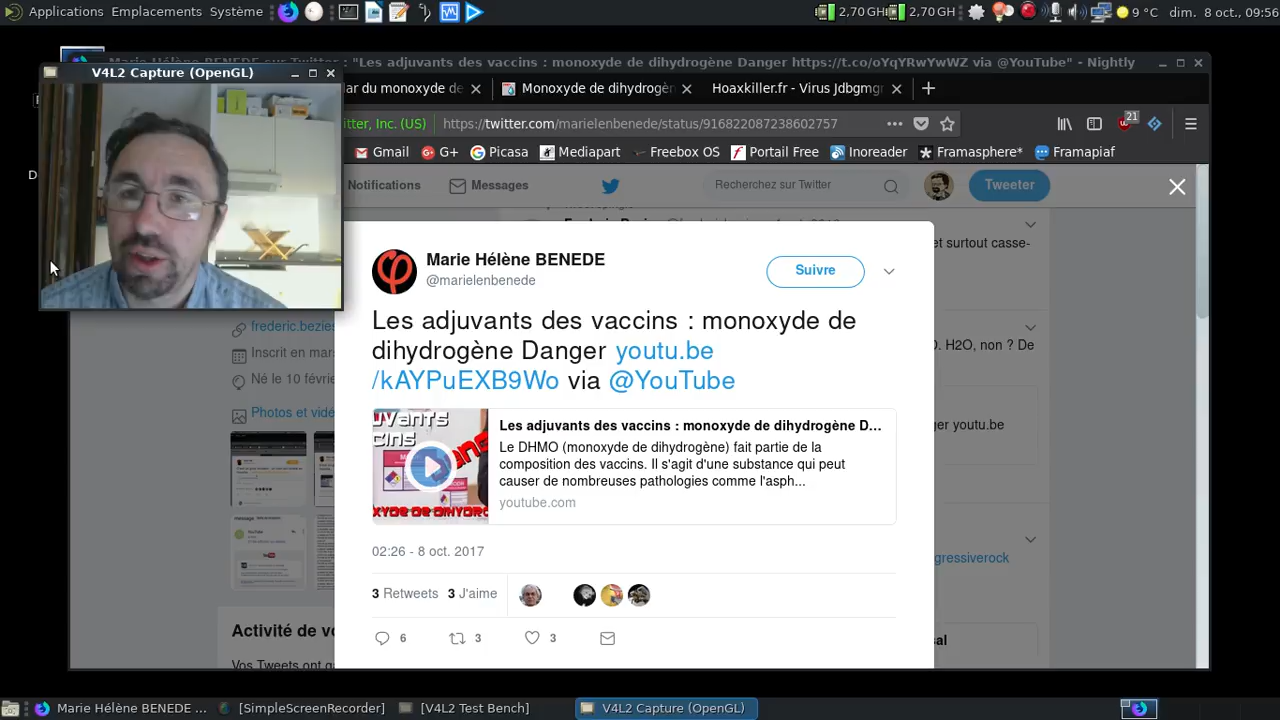 Applications Emplacements Système
2,70 GH 2,70 GH 9 °C dim. 8 oct., 09:56
Marie Hélène BENEDE sur Twitter : "Les adjuvants des vaccins : monoxyde de dihydrogène Danger https://t.co/oYqYRwYwWZ via @YouTube" - Nightly
V4L2 Capture (OpenGL)
lar du monoxyde de Monoxyde de dihydrogèn Hoaxkiller.fr - Virus Jdbgmgr
itter, Inc. (US) https://twitter.com/marielenbenede/status/916822087238602757
21
Gmail G+ Picasa Mediapart Freebox OS Portail Free Inoreader Framasphere* Framapiaf
Notifications Messages Recherchez sur Twitter Tweeter
et surtout casse-
Marie Hélène BENEDE
@marielenbenede
Suivre
Les adjuvants des vaccins : monoxyde de
dihydrogène Danger youtu.be
/kAYPuEXB9Wo via @YouTube
frederic.bezies
Inscrit en mars
Né le 10 févrie
Photos et vidé
O. H2O, non ? De
ger youtu.be
Les adjuvants des vaccins : monoxyde de dihydrogène D...
Le DHMO (monoxyde de dihydrogène) fait partie de la
composition des vaccins. Il s'agit d'une substance qui peut
causer de nombreuses pathologies comme l'asph...
youtube.com
02:26 - 8 oct. 2017
gressiverock
3 Retweets 3 J'aime
6 3 3
Activité de vo
Vos Tweets ont ga
sal
Marie Hélène BENEDE ... [SimpleScreenRecorder] [V4L2 Test Bench] V4L2 Capture (OpenGL)